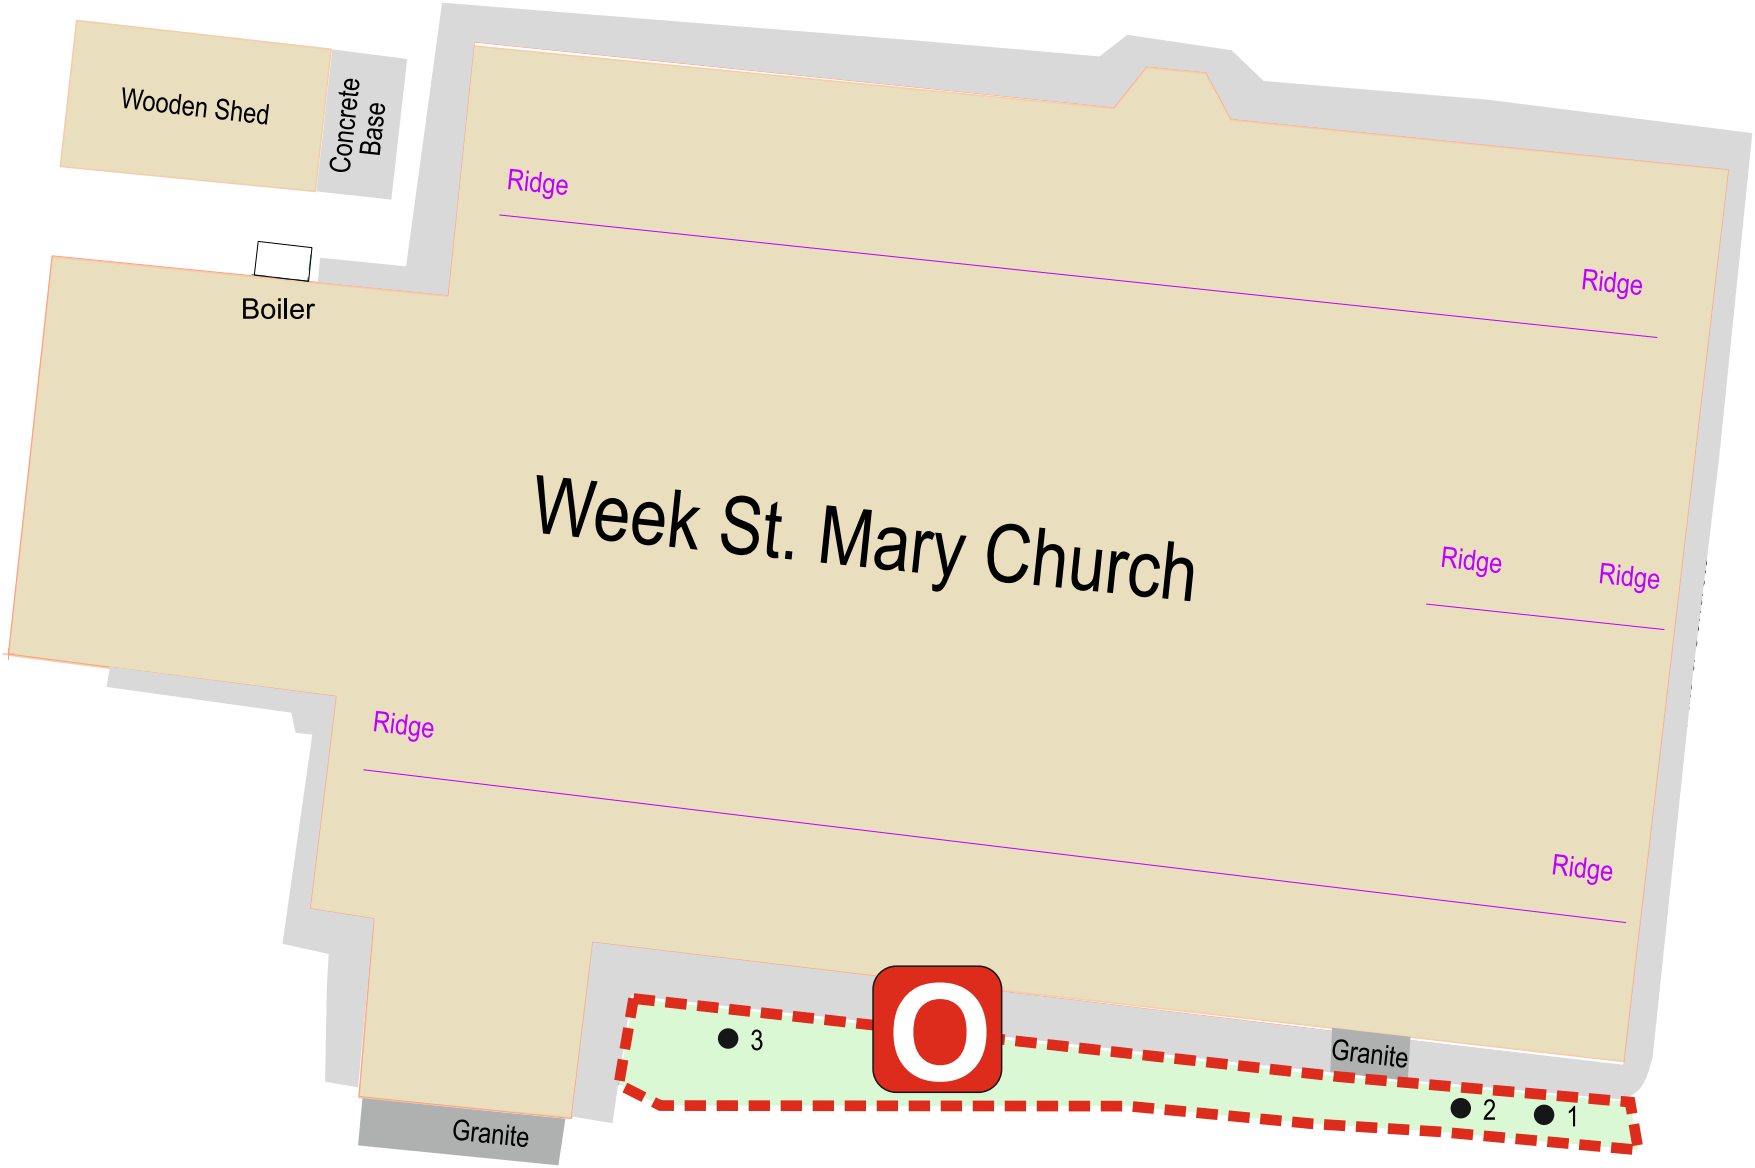 Wooden Shed
Concrete
Base
Boiler
Ridge
Ridge
Week St. Mary Church
Ridge
Ridge
Ridge
Ridge
O
3
Granite
2
1
Granite